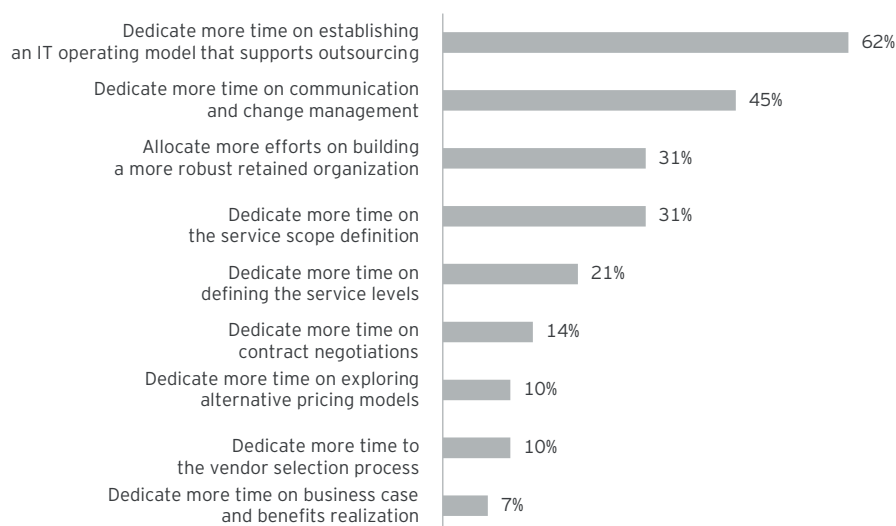 Dedicate more time on establishing
an IT operating model that supports outsourcing
62%
Dedicate more time on communication
and change management
45%
Allocate more efforts on building
a more robust retained organization
31%
Dedicate more time on
the service scope definition
31%
Dedicate more time on
defining the service levels
21%
Dedicate more time on
contract negotiations
14%
Dedicate more time on exploring
alternative pricing models
10%
Dedicate more time to
the vendor selection process
10%
Dedicate more time on business case
and benefits realization
7%